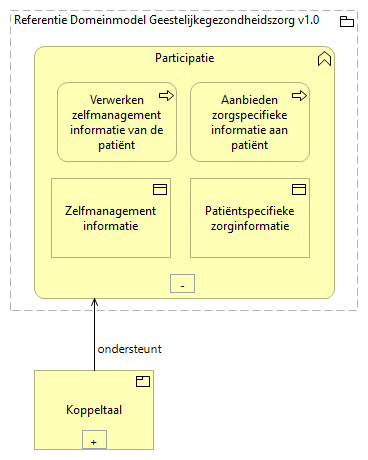 Referentie Domeinmodel Geestelijkegezondheidszorg v1.0
Participatie
Verwerken
zelfmanagement
informatie van de
patiënt
Aanbieden
zorgspecifieke
informatie aan
patiënt
Zelfmanagement
informatie
Patiëntspecifieke
zorginformatie
-
ondersteunt
Koppeltaal
+